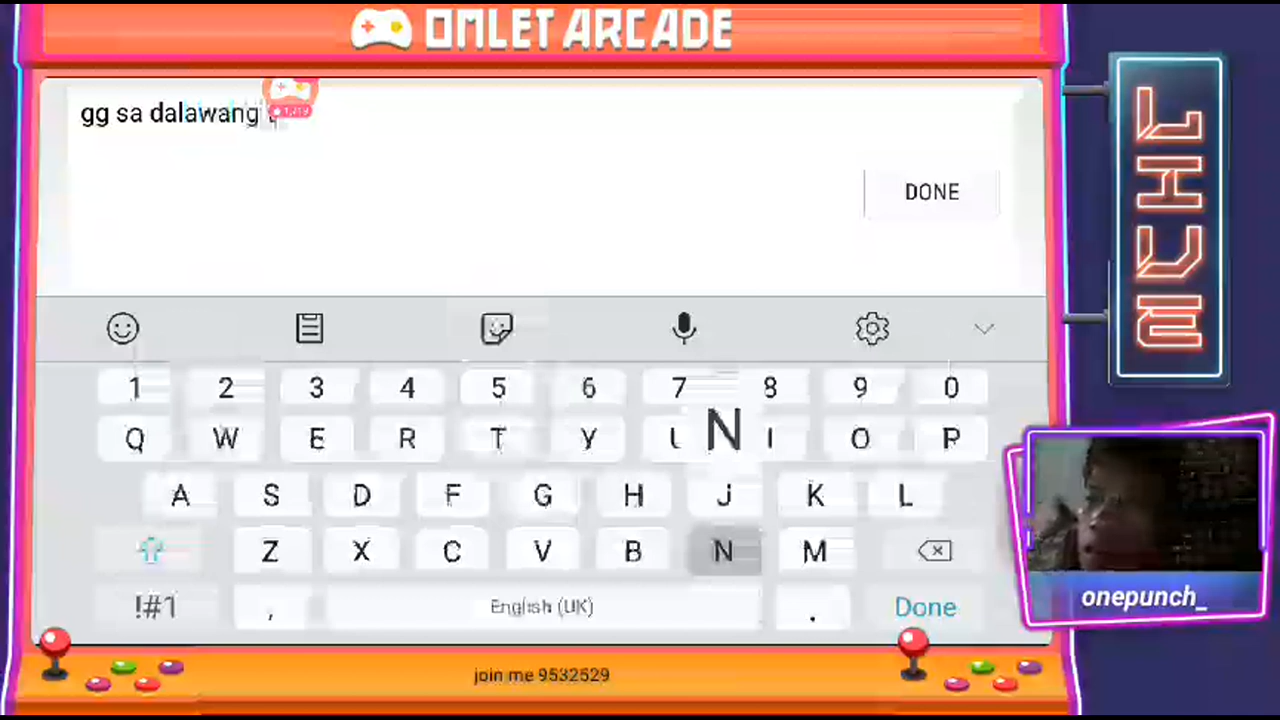 OMLET ARCADE
gg sa dalawang
DONE
1 2 3 4 5 6 7 8 9 0
Q W E R T Y U N I O P
A S D F G H J K L
Z X C V B N M
!#1 , English (UK) . Done
join me 9532529
LIVE
onepunch_